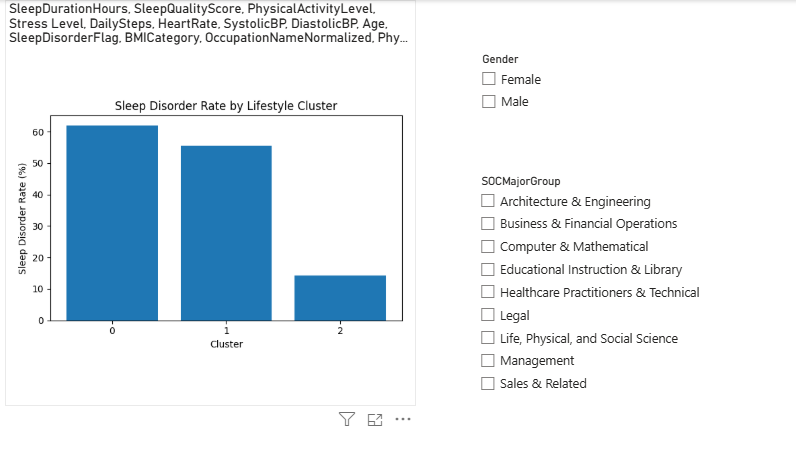 SleepDurationHours, SleepQualityScore, PhysicalActivityLevel,
Stress Level, DailySteps, HeartRate, SystolicBP, DiastolicBP, Age,
SleepDisorderFlag, BMICategory, OccupationNameNormalized, Phy...
Sleep Disorder Rate by Lifestyle Cluster
Sleep Disorder Rate (%)
60
50
40
30
20
10
0
0 1 2
Cluster
Gender
Female
Male
SOCMajorGroup
Architecture & Engineering
Business & Financial Operations
Computer & Mathematical
Educational Instruction & Library
Healthcare Practitioners & Technical
Legal
Life, Physical, and Social Science
Management
Sales & Related